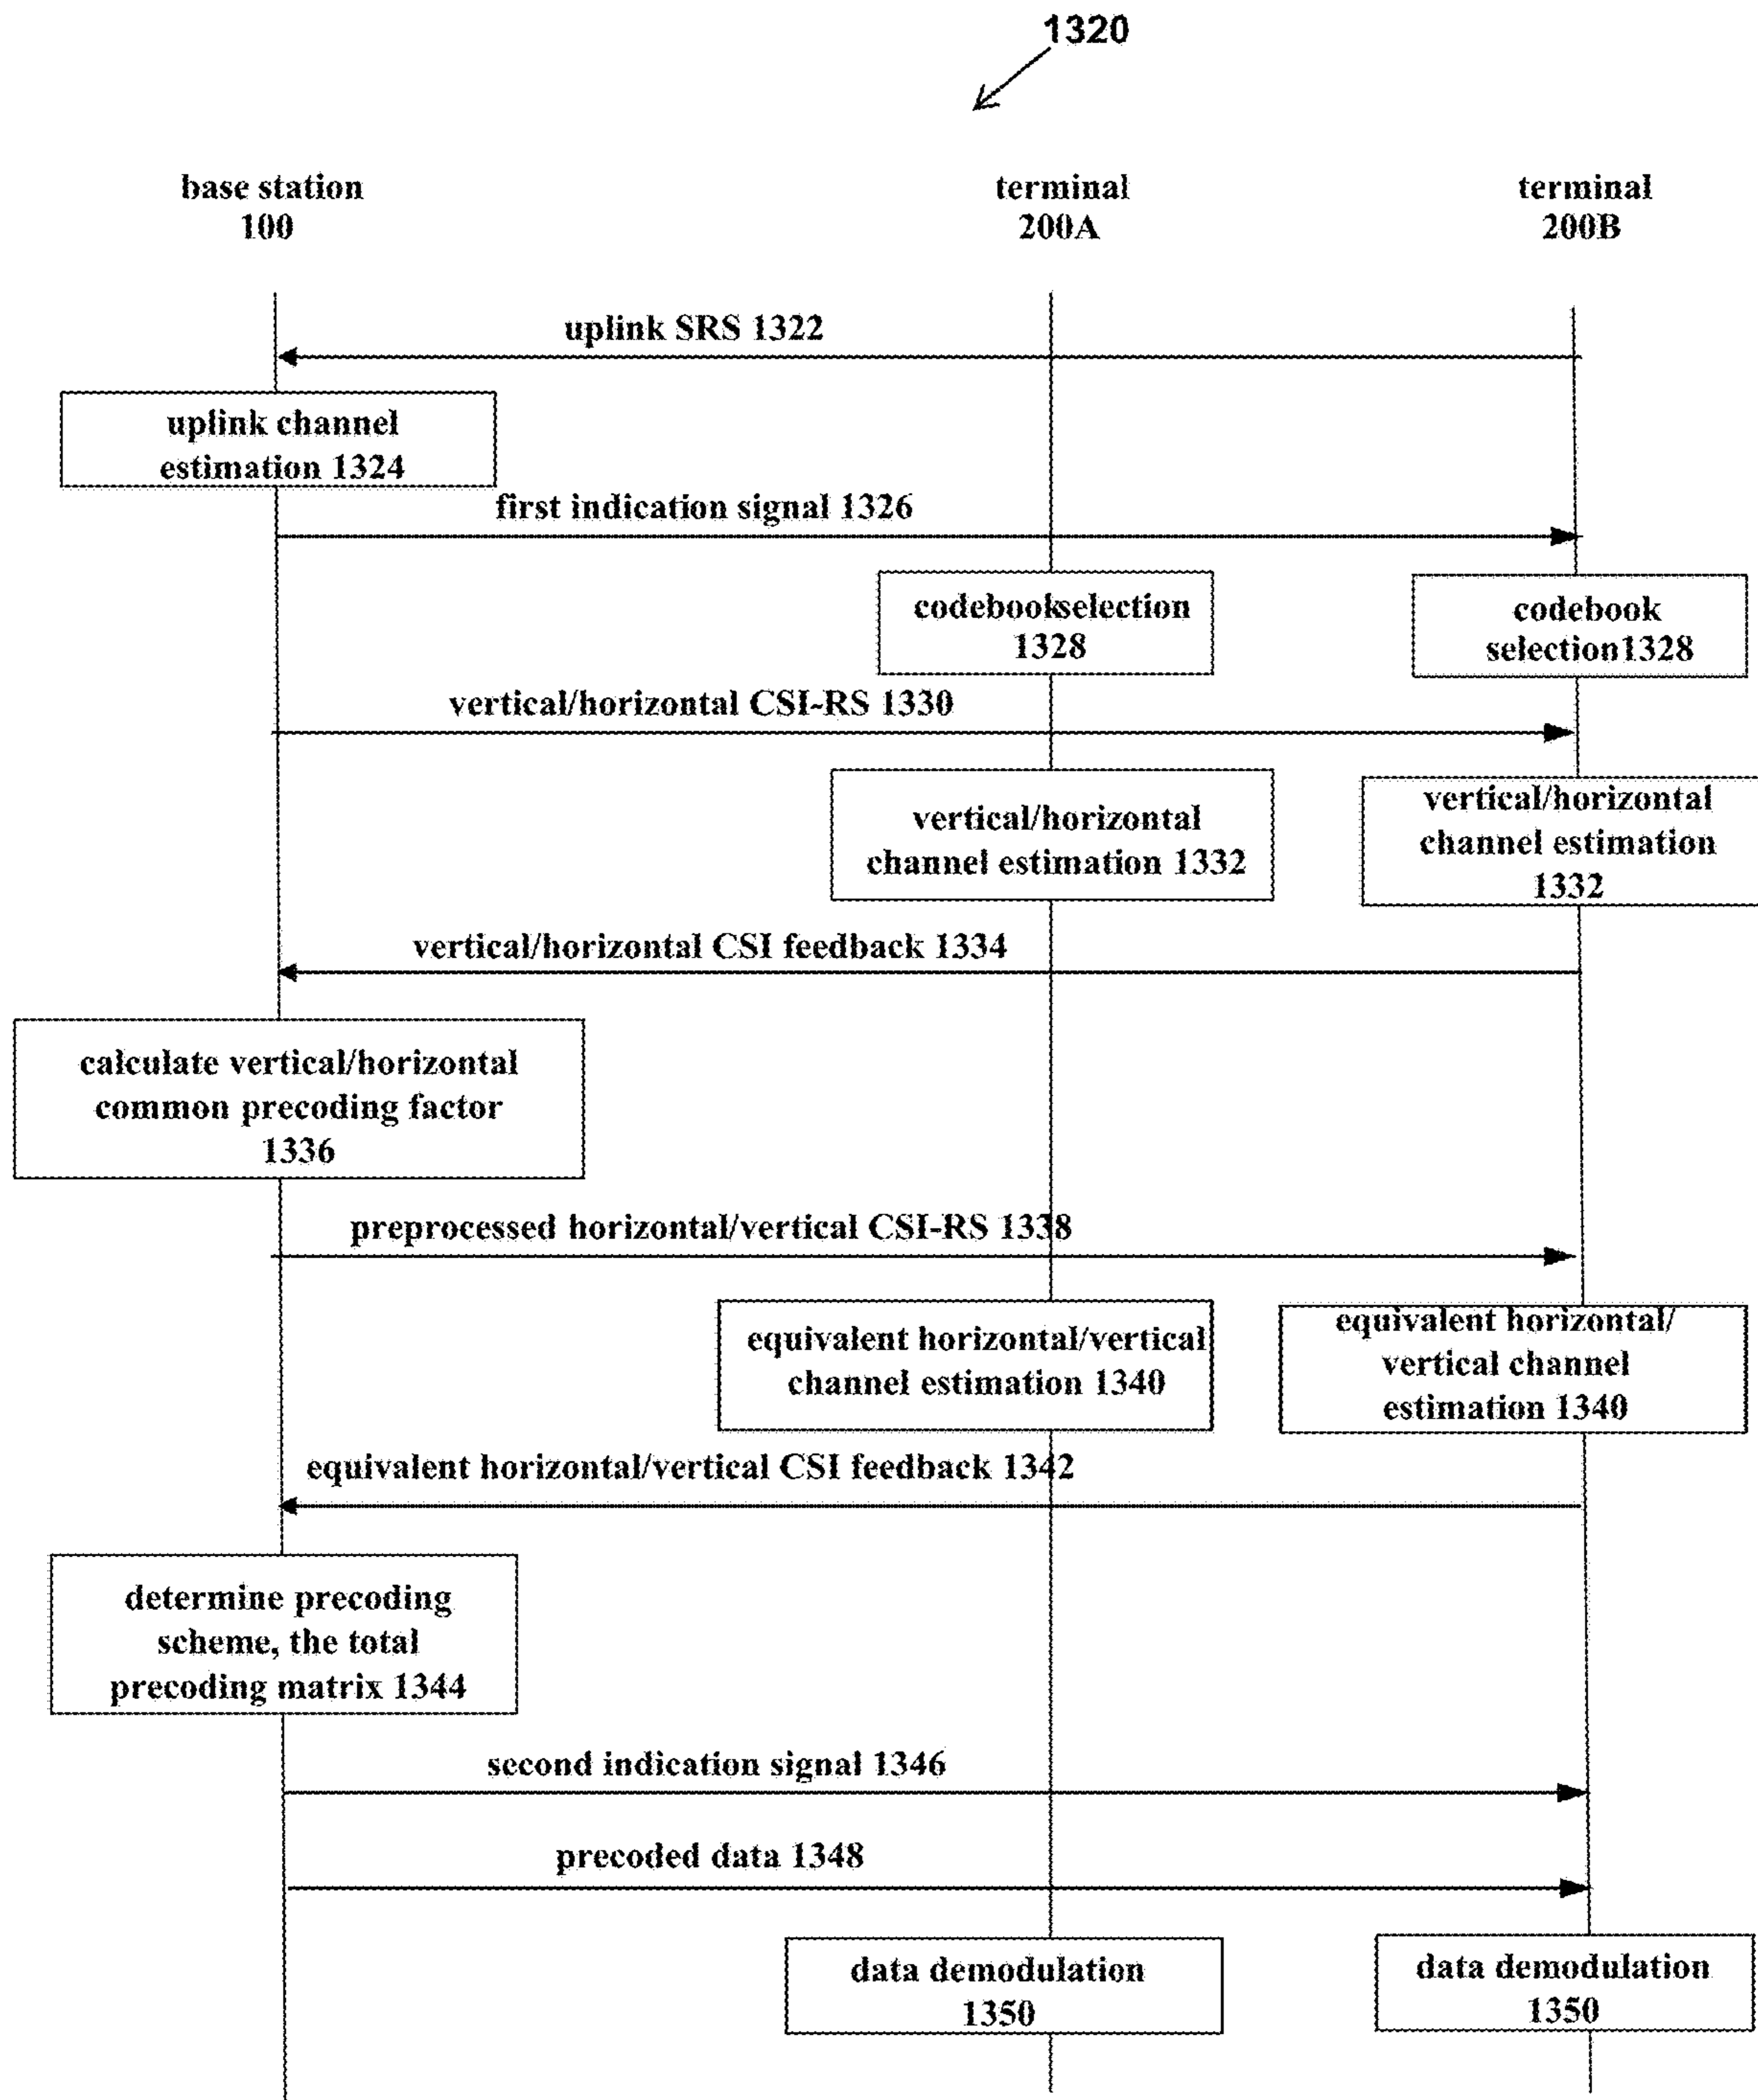 1320
base station
100
terminal
200A
terminal
200B
uplink SRS 1322
uplink channel
estimation 1324
first indication signal 1326
codebookselection
1328
codebook
selection1328
vertical/horizontal CSI-RS 1330
vertical/horizontal
channel estimation 1332
vertical/horizontal
channel estimation
1332
vertical/horizontal CSI feedback 1334
calculate vertical/horizontal
common precoding factor
1336
preprocessed horizontal/vertical CSI-RS 1338
equivalent horizontal/vertical
channel estimation 1340
equivalent horizontal/
vertical channel
estimation 1340
equivalent horizontal/vertical CSI feedback 1342
determine precoding
scheme, the total
precoding matrix 1344
second indication signal 1346
precoded data 1348
data demodulation
1350
data demodulation
1350